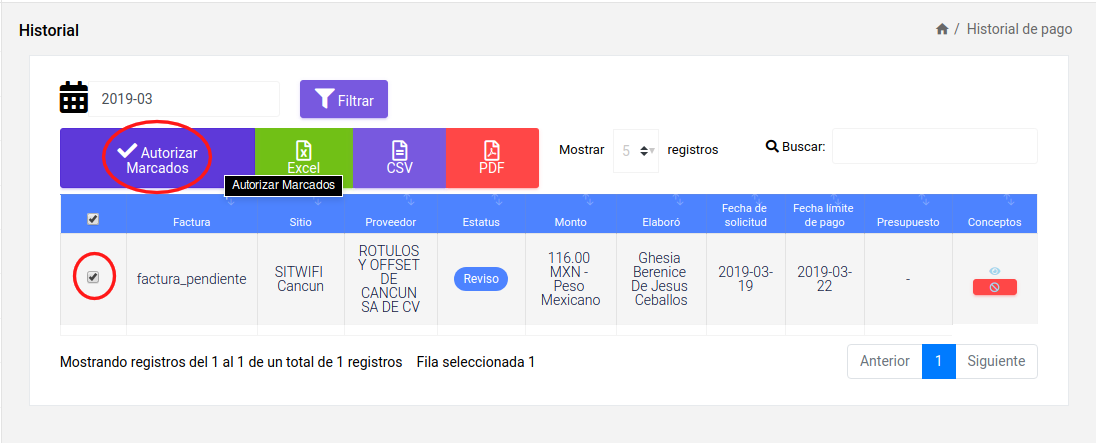 Historial
/ Historial de pago
2019-03
Filtrar
Autorizar
Marcados
Excel
CSV
PDF
Mostrar 5 registros
Buscar:
Autorizar Marcados
Factura
Sitio
Proveedor
Estatus
Monto
Elaboró
Fecha de
solicitud
Fecha límite
de pago
Presupuesto
Conceptos
factura_pendiente
SITWIFI
Cancun
ROTULOS
Y OFFSET
DE
CANCUN
SA DE CV
Reviso
116.00
MXN -
Peso
Mexicano
Ghesia
Berenice
De Jesus
Ceballos
2019-03-
19
2019-03-
22
-
Mostrando registros del 1 al 1 de un total de 1 registros Fila seleccionada 1
Anterior 1 Siguiente